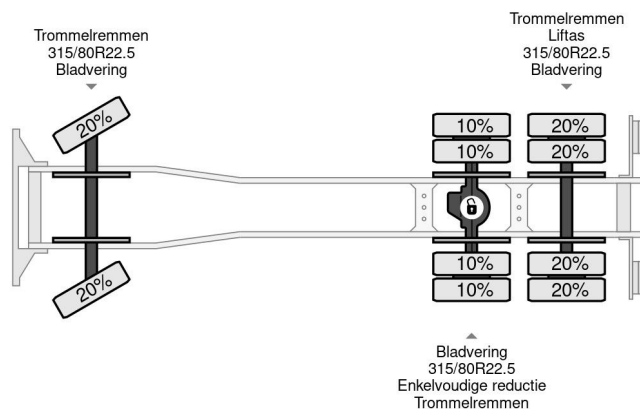 Trommelremmen
Liftas
315/80R22.5
Bladvering
Trommelremmen
315/80R22.5
Bladvering
20%
10%
20%
10%
20%
20%
10%
20%
10%
20%
Bladvering
315/80R22.5
Enkelvoudige reductie
Trommelremmen